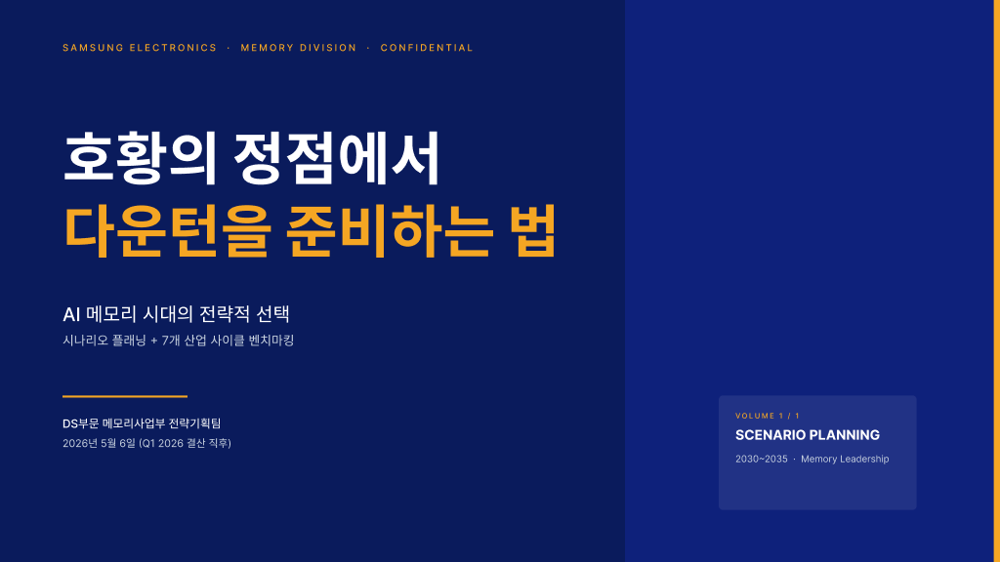 SAMSUNG ELECTRONICS · MEMORY DIVISION · CONFIDENTIAL
호황의 정점에서
다운턴을 준비하는 법
AI 메모리 시대의 전략적 선택
시나리오 플래닝 + 7개 산업 사이클 벤치마킹
DS부문 메모리사업부 전략기획팀
2026년 5월 6일 (Q1 2026 결산 직후)
VOLUME 1 / 1
SCENARIO PLANNING
2030~2035 · Memory Leadership